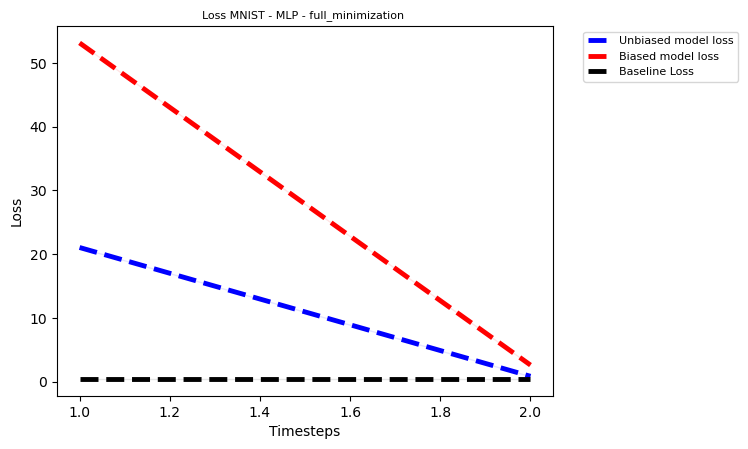 Loss MNIST - MLP - full_minimization
Unbiased model loss
Biased model loss
Baseline Loss
Loss
50
40
30
20
10
0
1.0 1.2 1.4 1.6 1.8 2.0
Timesteps